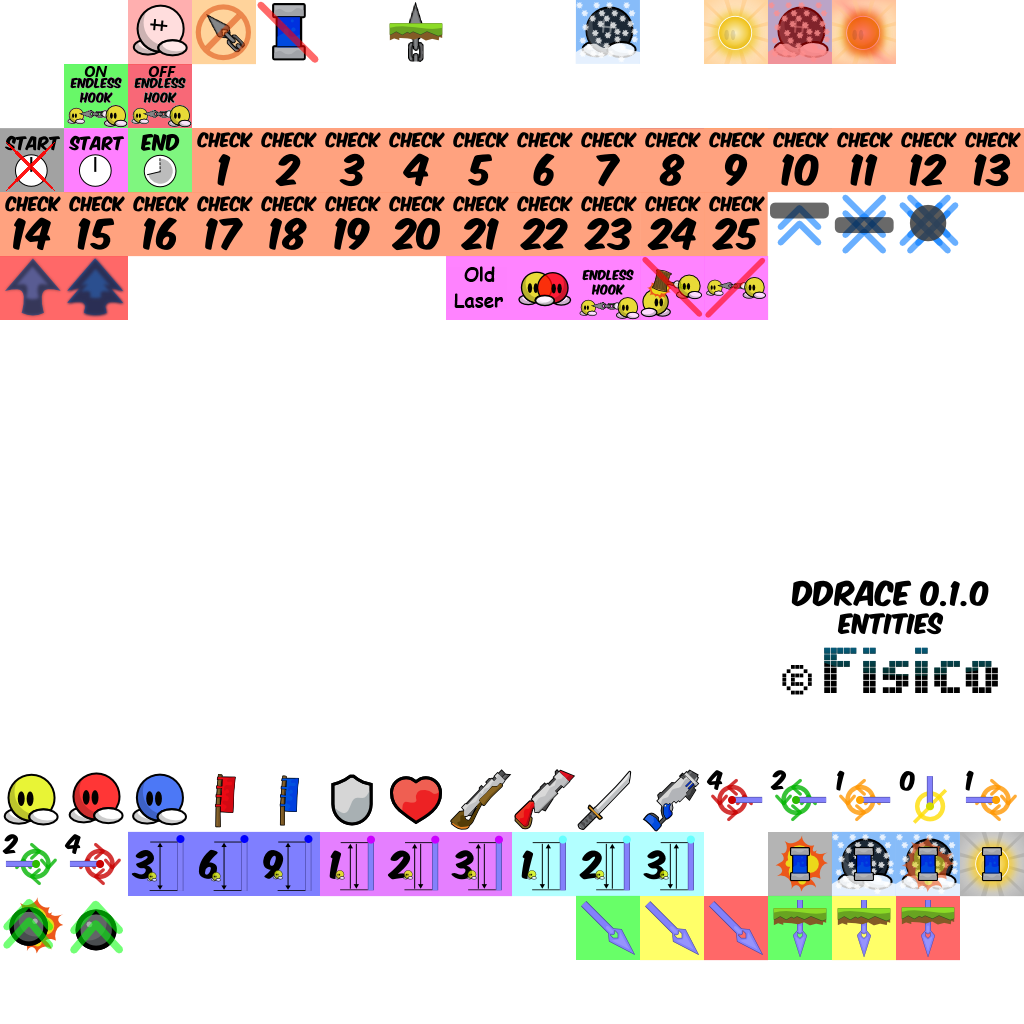 ON OFF
ENDLESS ENDLESS
HOOK HOOK
START START END CHECK CHECK CHECK CHECK CHECK CHECK CHECK CHECK CHECK CHECK CHECK CHECK CHECK
1 2 3 4 5 6 7 8 9 10 11 12 13
CHECK CHECK CHECK CHECK CHECK CHECK CHECK CHECK CHECK CHECK CHECK CHECK
14 15 16 17 18 19 20 21 22 23 24 25
Old ENDLESS
Laser HOOK
DDRACE 0.1.0
ENTITIES
© Fisico
4 2 1 0 1
2 4
3 6 9 1 2 3 1 2 3